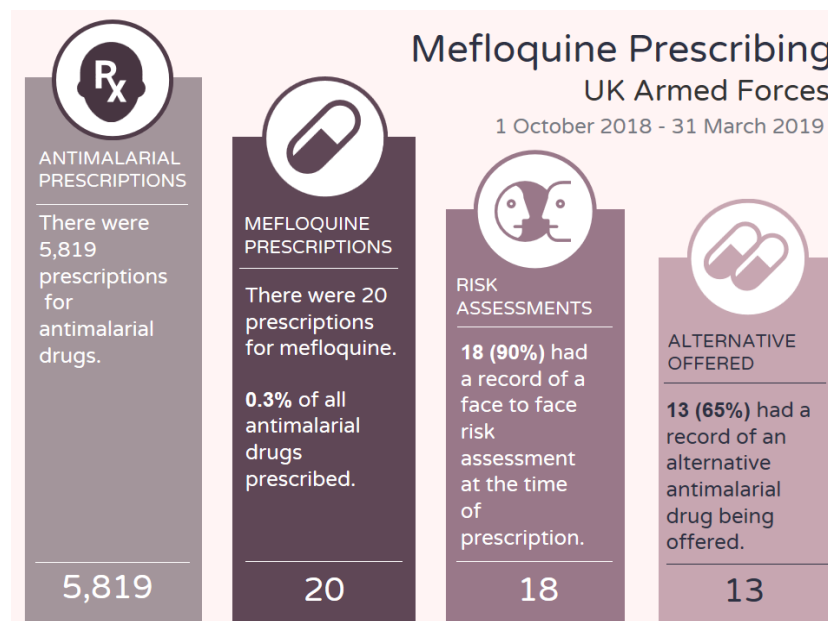 Mefloquine Prescribing
UK Armed Forces
1 October 2018 - 31 March 2019
Rx
ANTIMALARIAL
PRESCRIPTIONS
There were
5,819
prescriptions
for
antimalarial
drugs.
5,819
MEFLOQUINE
PRESCRIPTIONS
There were 20
prescriptions
for mefloquine.
0.3% of all
antimalarial
drugs
prescribed.
20
RISK
ASSESSMENTS
18 (90%) had
a record of a
face to face
risk
assessment
at the time
of
prescription.
18
ALTERNATIVE
OFFERED
13 (65%) had a
record of an
alternative
antimalarial
drug being
offered.
13